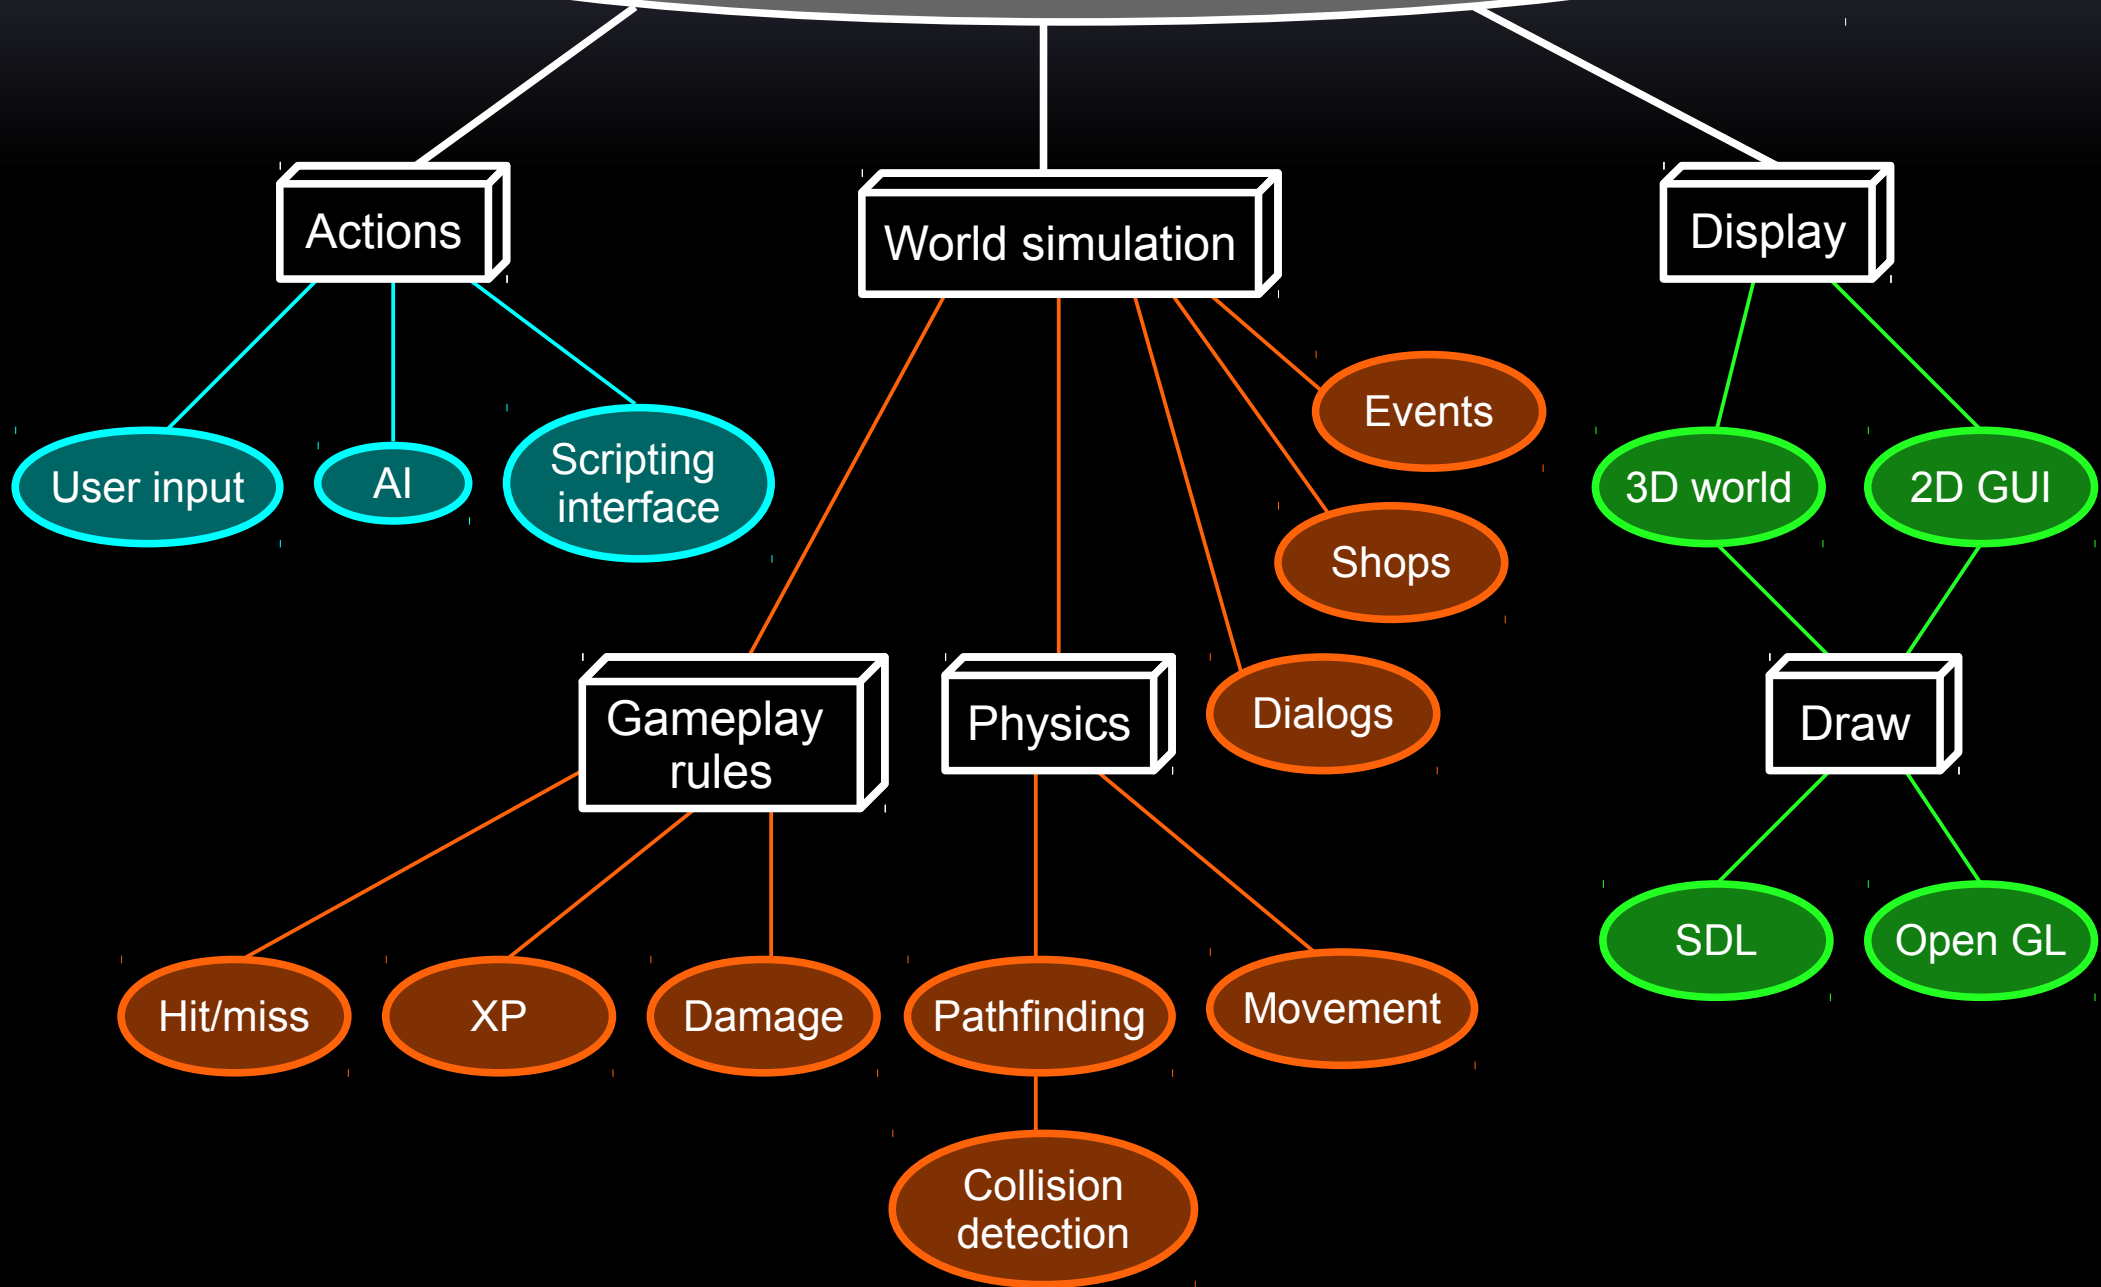 Actions
World simulation
Display
Events
User input
AI
Scripting
interface
3D world
2D GUI
Shops
Gameplay
rules
Physics
Dialogs
Draw
SDL
Open GL
Hit/miss
XP
Damage
Pathfinding
Movement
Collision
detection